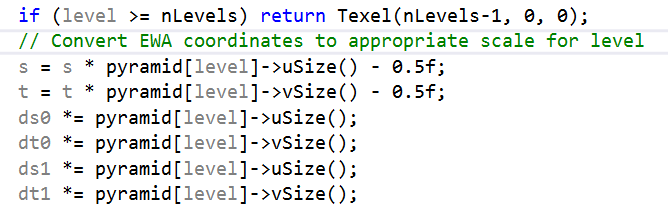 if (level >= nLevels) return Texel(nLevels-1, 0, 0);
// Convert EWA coordinates to appropriate scale for level
s = s * pyramid[level]->uSize() - 0.5f;
t = t * pyramid[level]->vSize() - 0.5f;
ds0 *= pyramid[level]->uSize();
dt0 *= pyramid[level]->vSize();
ds1 *= pyramid[level]->uSize();
dt1 *= pyramid[level]->vSize();